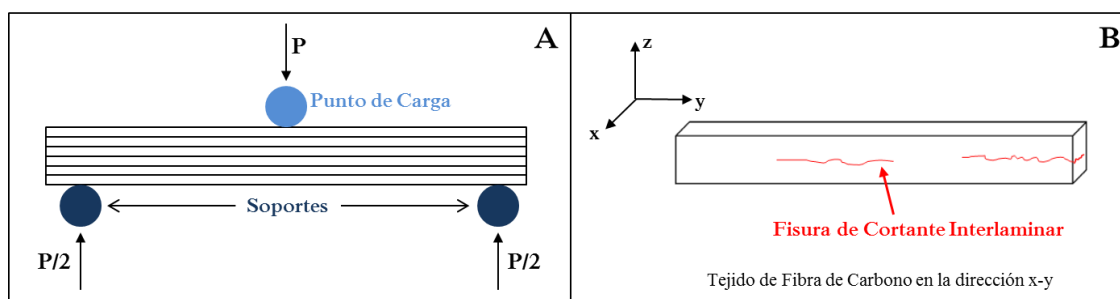 A
P
Punto de Carga
Soportes
P/2
P/2
B
z
y
x
Fisura de Cortante Interlaminar
Tejido de Fibra de Carbono en la dirección x-y